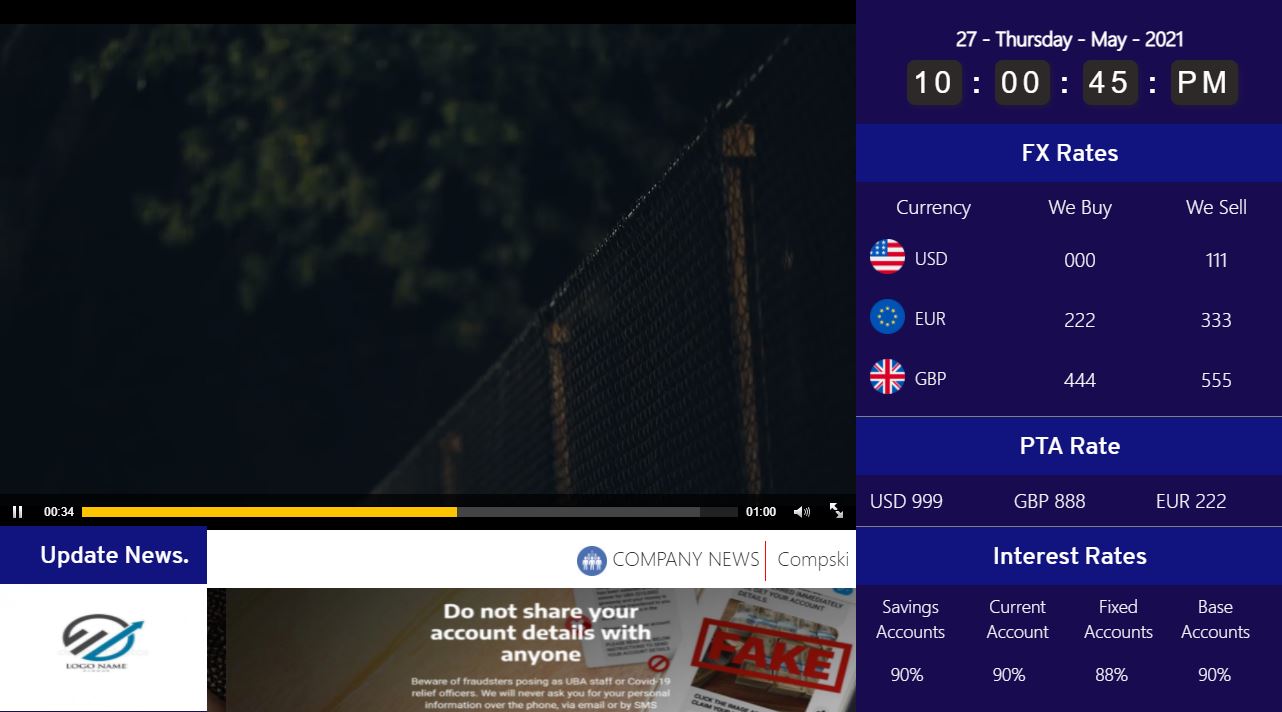 27 - Thursday - May - 2021
10 : 00 : 45 : PM
FX Rates
Currency We Buy We Sell
USD 000 111
EUR 222 333
GBP 444 555
PTA Rate
USD 999 GBP 888 EUR 222
Interest Rates
Savings Accounts Current Account Fixed Accounts Base Accounts
90% 90% 88% 90%
00:34 01:00
Update News.
COMPANY NEWS Compski
LOGO NAME
Do not share your
account details with
anyone
Beware of fraudsters posing as UBA staff or Covid-19
relief officers. We will never ask you for your personal
information over the phone, via email or by SMS
FAKE
CLICK THE IMAGE